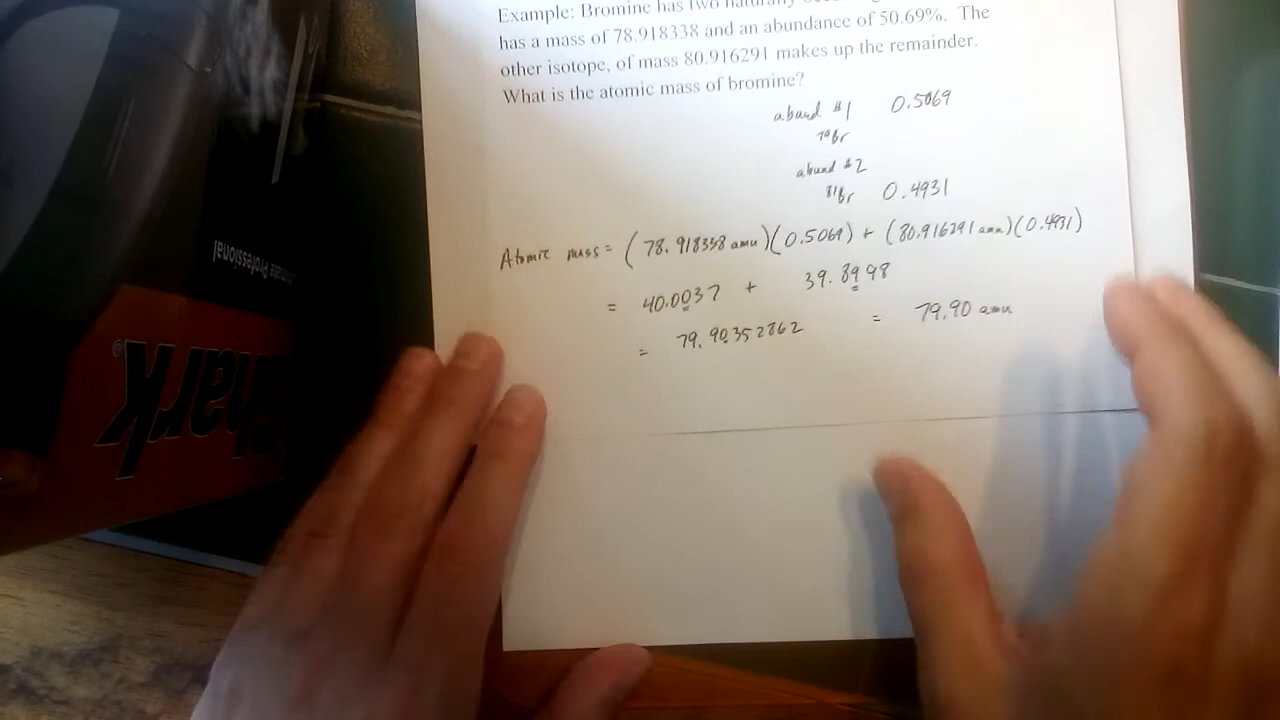 Example: Bromine has two naturally
has a mass of 78.918338 and an abundance of 50.69%. The
other isotope, of mass 80.916291 makes up the remainder.
What is the atomic mass of bromine?
abund #1 0.5069
79Br
abund #2
81Br 0.4931
Atomic mass = (78.918338 amu)(0.5069) + (80.916291 amu)(0.4931)
= 40.0037 + 39.8998
= 79.90352862 = 79.90 amu
Professional
Shark®